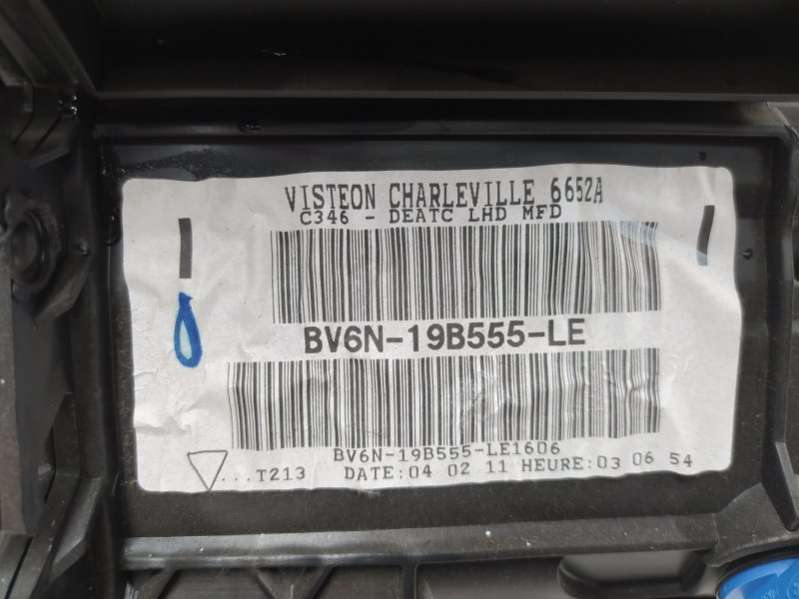 VISTEON CHARLEVILLE 6652A
C346 - DEATC LHD MFD
BV6N-19B555-LE
BV6N-19B555-LE1606
...T213 DATE:04 02 11 HEURE:03 06 54